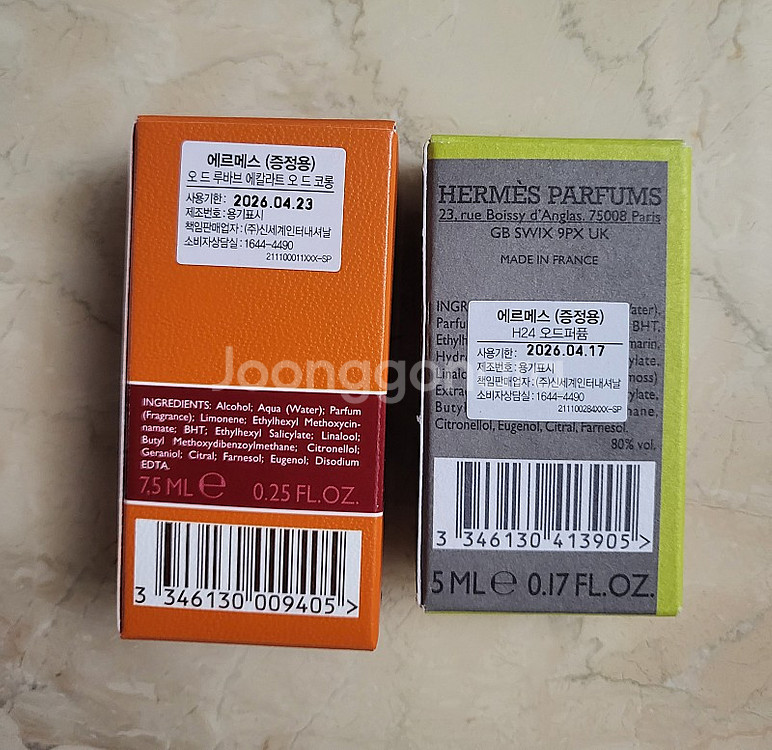 에르메스 (증정용)
오 드 루바브 에칼라트 오 드 코롱
사용기한: 2026.04.23
제조번호: 용기표시
책임판매업자: (주)신세계인터내셔날
소비자상담실: 1644-4490
211100011XXX-SP
INGREDIENTS: Alcohol; Aqua (Water); Parfum
(Fragrance); Limonene; Ethylhexyl Methoxycin-
namate; BHT; Ethylhexyl Salicylate; Linalool;
Butyl Methoxydibenzoylmethane; Citronellol;
Geraniol; Citral; Farnesol; Eugenol; Disodium
EDTA.
7,5 ML ℮ 0.25 FL.OZ.
3 346130 009405 >
HERMÈS PARFUMS
23, rue Boissy d'Anglas. 75008 Paris
GB SWIX 9PX UK
MADE IN FRANCE
에르메스 (증정용)
H24 오드퍼퓸
사용기한: 2026.04.17
제조번호: 용기표시
책임판매업자: (주)신세계인터내셔날
소비자상담실: 1644-4490
211100284XXX-SP
Citronellol, Eugenol, Citral, Farnesol.
80% vol.
3 346130 413905 >
5 ML ℮ 0.17 FL.OZ.